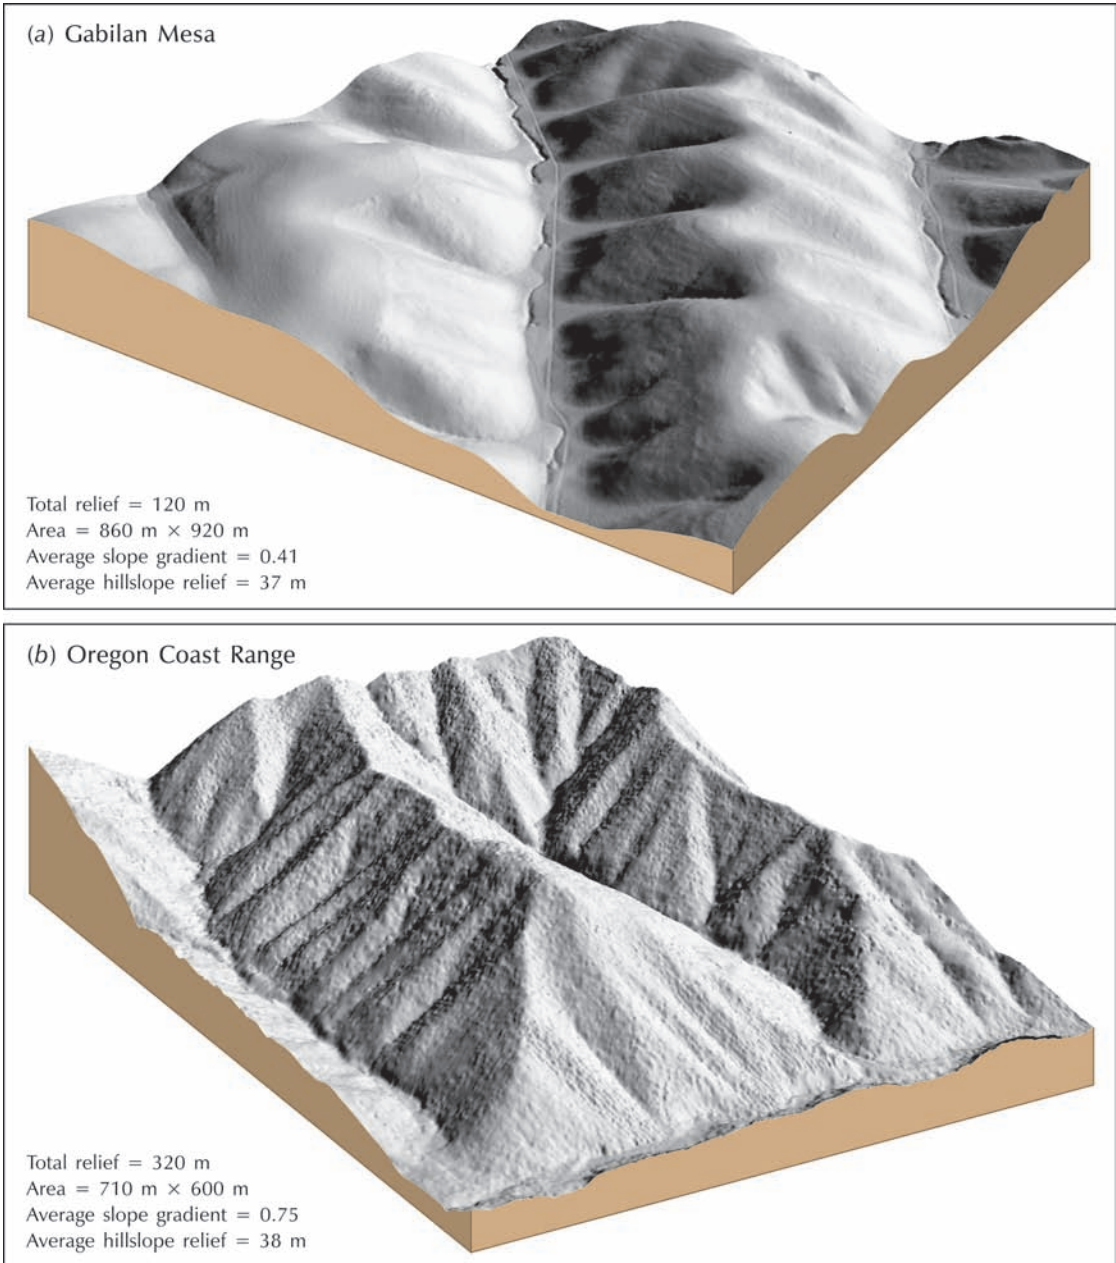 (a) Gabilan Mesa
Total relief = 120 m
Area = 860 m × 920 m
Average slope gradient = 0.41
Average hillslope relief = 37 m
(b) Oregon Coast Range
Total relief = 320 m
Area = 710 m × 600 m
Average slope gradient = 0.75
Average hillslope relief = 38 m